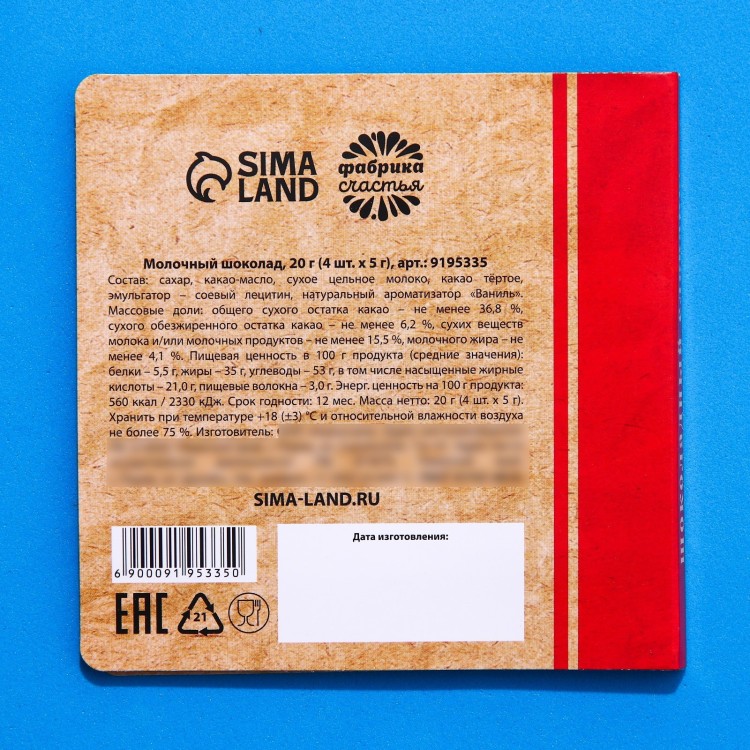 SIMA
LAND
фабрика
счастья
Молочный шоколад, 20 г (4 шт. х 5 г), арт.: 9195335
Состав: сахар, какао-масло, сухое цельное молоко, какао тёртое,
эмульгатор – соевый лецитин, натуральный ароматизатор «Ваниль».
Массовые доли: общего сухого остатка какао – не менее 36,8 %,
сухого обезжиренного остатка какао – не менее 6,2 %, сухих веществ
молока и/или молочных продуктов – не менее 15,5 %, молочного жира – не
менее 4,1 %. Пищевая ценность в 100 г продукта (средние значения):
белки – 5,5 г, жиры – 35 г, углеводы – 53 г, в том числе насыщенные жирные
кислоты – 21,0 г, пищевые волокна – 3,0 г. Энерг. ценность на 100 г продукта:
560 ккал / 2330 кДж. Срок годности: 12 мес. Масса нетто: 20 г (4 шт. х 5 г).
Хранить при температуре +18 (±3) °С и относительной влажности воздуха
не более 75 %. Изготовитель:
SIMA-LAND.RU
Дата изготовления:
6 900091 953350
EAC
21